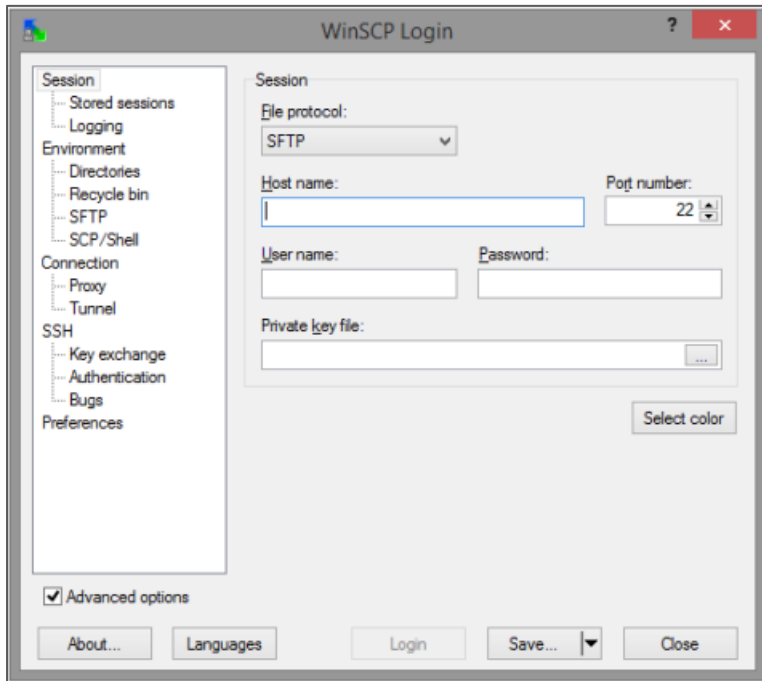 WinSCP Login
?
Session
Stored sessions
Logging
Environment
Directories
Recycle bin
SFTP
SCP/Shell
Connection
Proxy
Tunnel
SSH
Key exchange
Authentication
Bugs
Preferences
Session
File protocol:
SFTP
Host name: Port number:
22
User name: Password:
Private key file:
...
Select color
Advanced options
About... Languages Login Save... Close